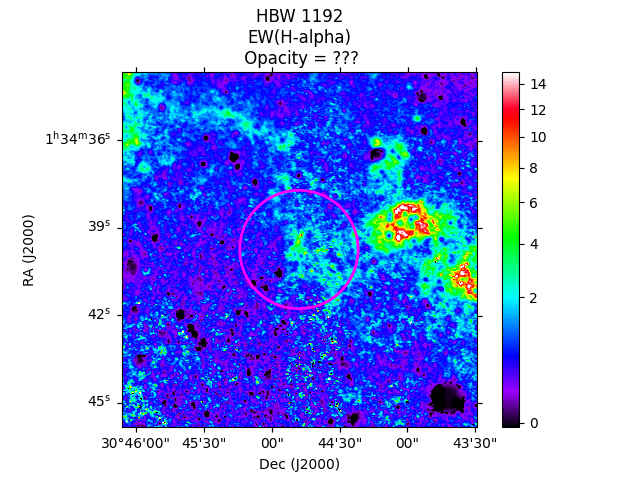 HBW 1192
EW(H-alpha)
Opacity = ???
1ʰ34ᵐ36ˢ
39ˢ
42ˢ
45ˢ
RA (J2000)
30°46'00" 45'30" 00" 44'30" 00" 43'30"
Dec (J2000)
14
12
10
8
6
4
2
0